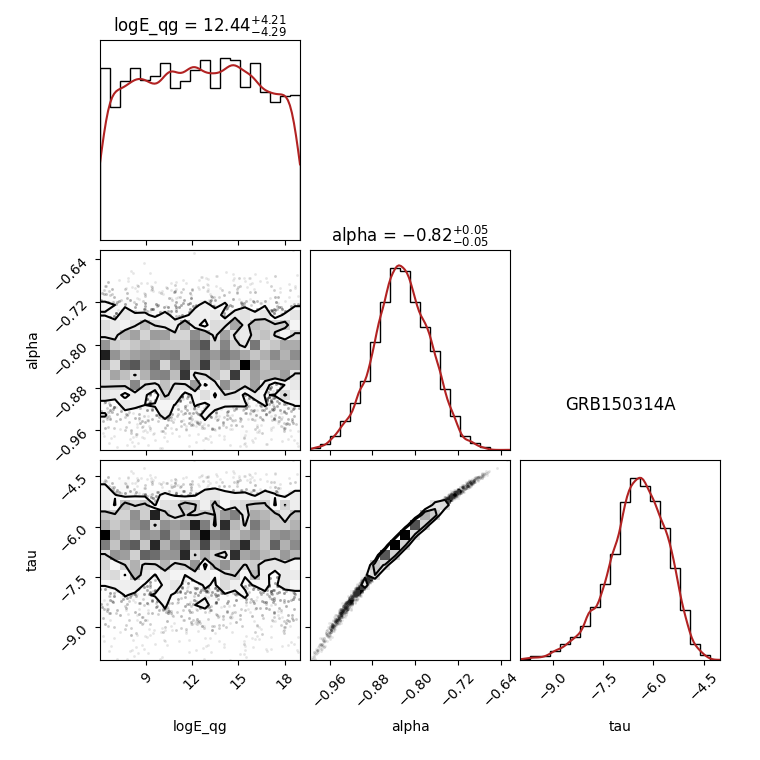 logE_qg = 12.44+4.21−4.29
alpha = −0.82+0.05−0.05
−0.64
−0.72
−0.80
−0.88
−0.96
alpha
GRB150314A
−4.5
−6.0
−7.5
−9.0
tau
9 12 15 18
−0.96 −0.88 −0.80 −0.72 −0.64
−9.0 −7.5 −6.0 −4.5
logE_qg alpha tau